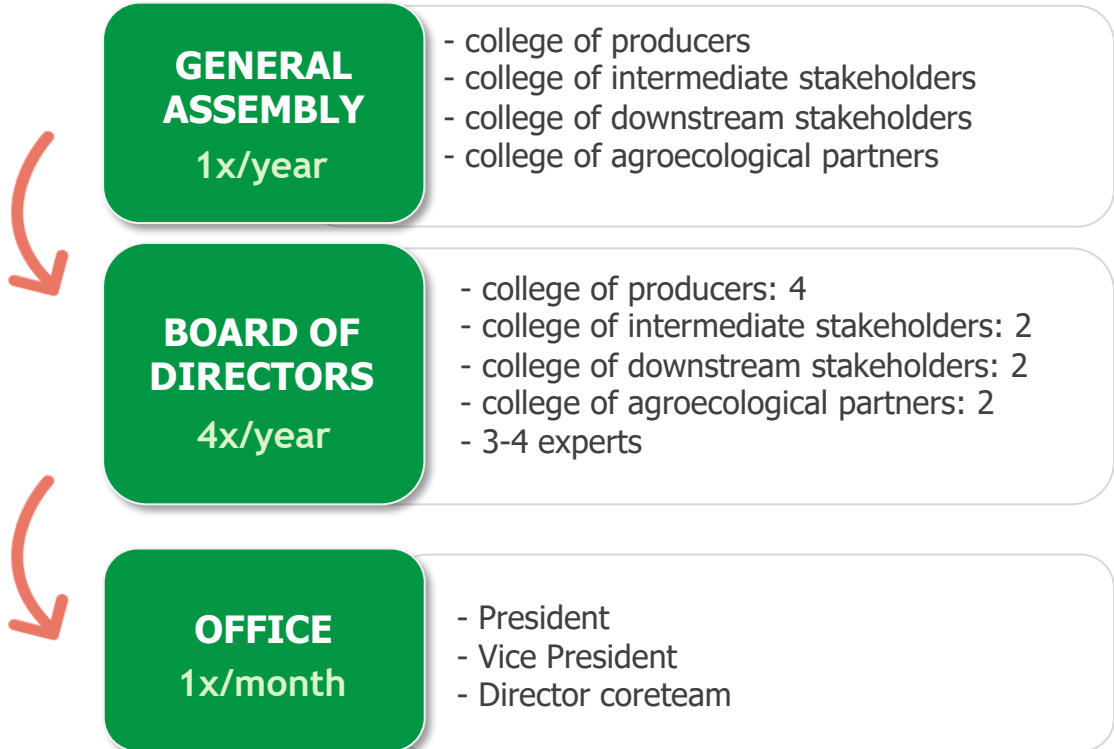 GENERAL
ASSEMBLY
1x/year
- college of producers
- college of intermediate stakeholders
- college of downstream stakeholders
- college of agroecological partners
BOARD OF
DIRECTORS
4x/year
- college of producers: 4
- college of intermediate stakeholders: 2
- college of downstream stakeholders: 2
- college of agroecological partners: 2
- 3-4 experts
OFFICE
1x/month
- President
- Vice President
- Director coreteam